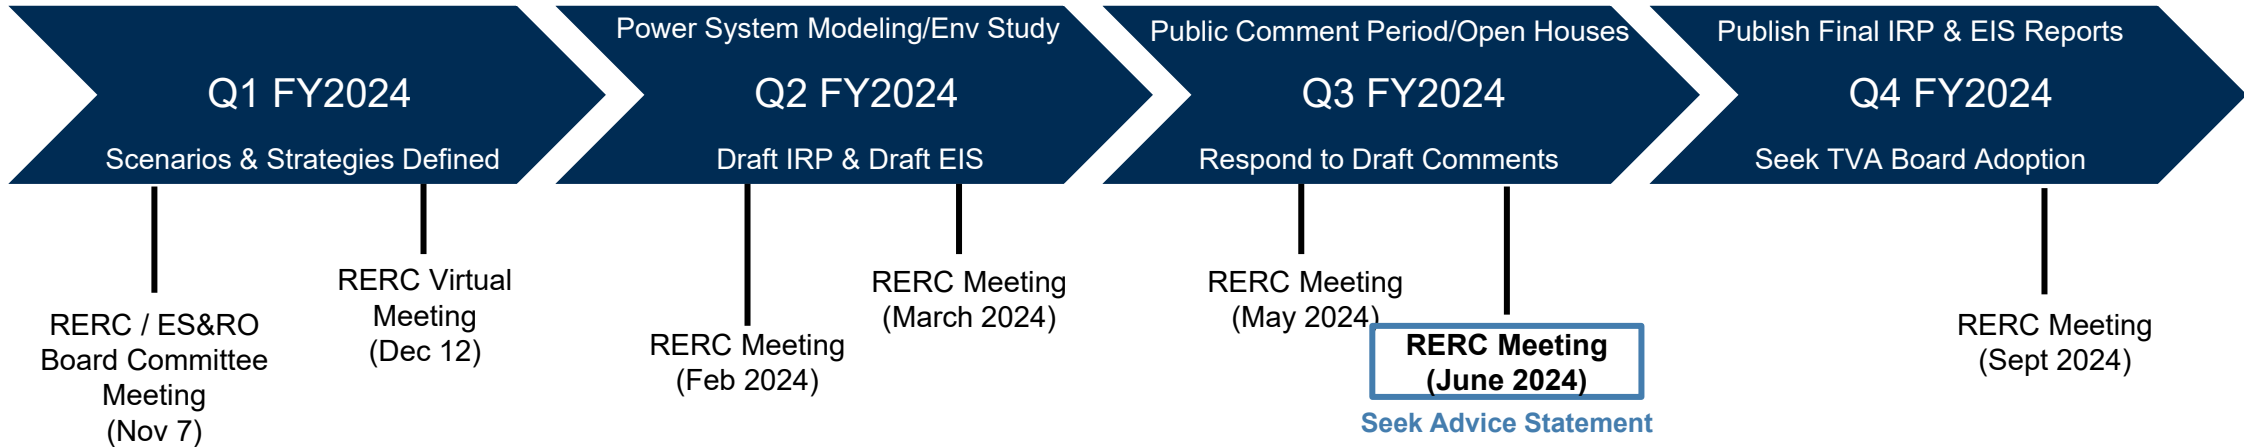 Q1 FY2024
Scenarios & Strategies Defined
Power System Modeling/Env Study
Q2 FY2024
Draft IRP & Draft EIS
Public Comment Period/Open Houses
Q3 FY2024
Respond to Draft Comments
Publish Final IRP & EIS Reports
Q4 FY2024
Seek TVA Board Adoption
RERC / ES&RO
Board Committee
Meeting
(Nov 7)
RERC Virtual
Meeting
(Dec 12)
RERC Meeting
(Feb 2024)
RERC Meeting
(March 2024)
RERC Meeting
(May 2024)
RERC Meeting
(June 2024)
Seek Advice Statement
RERC Meeting
(Sept 2024)